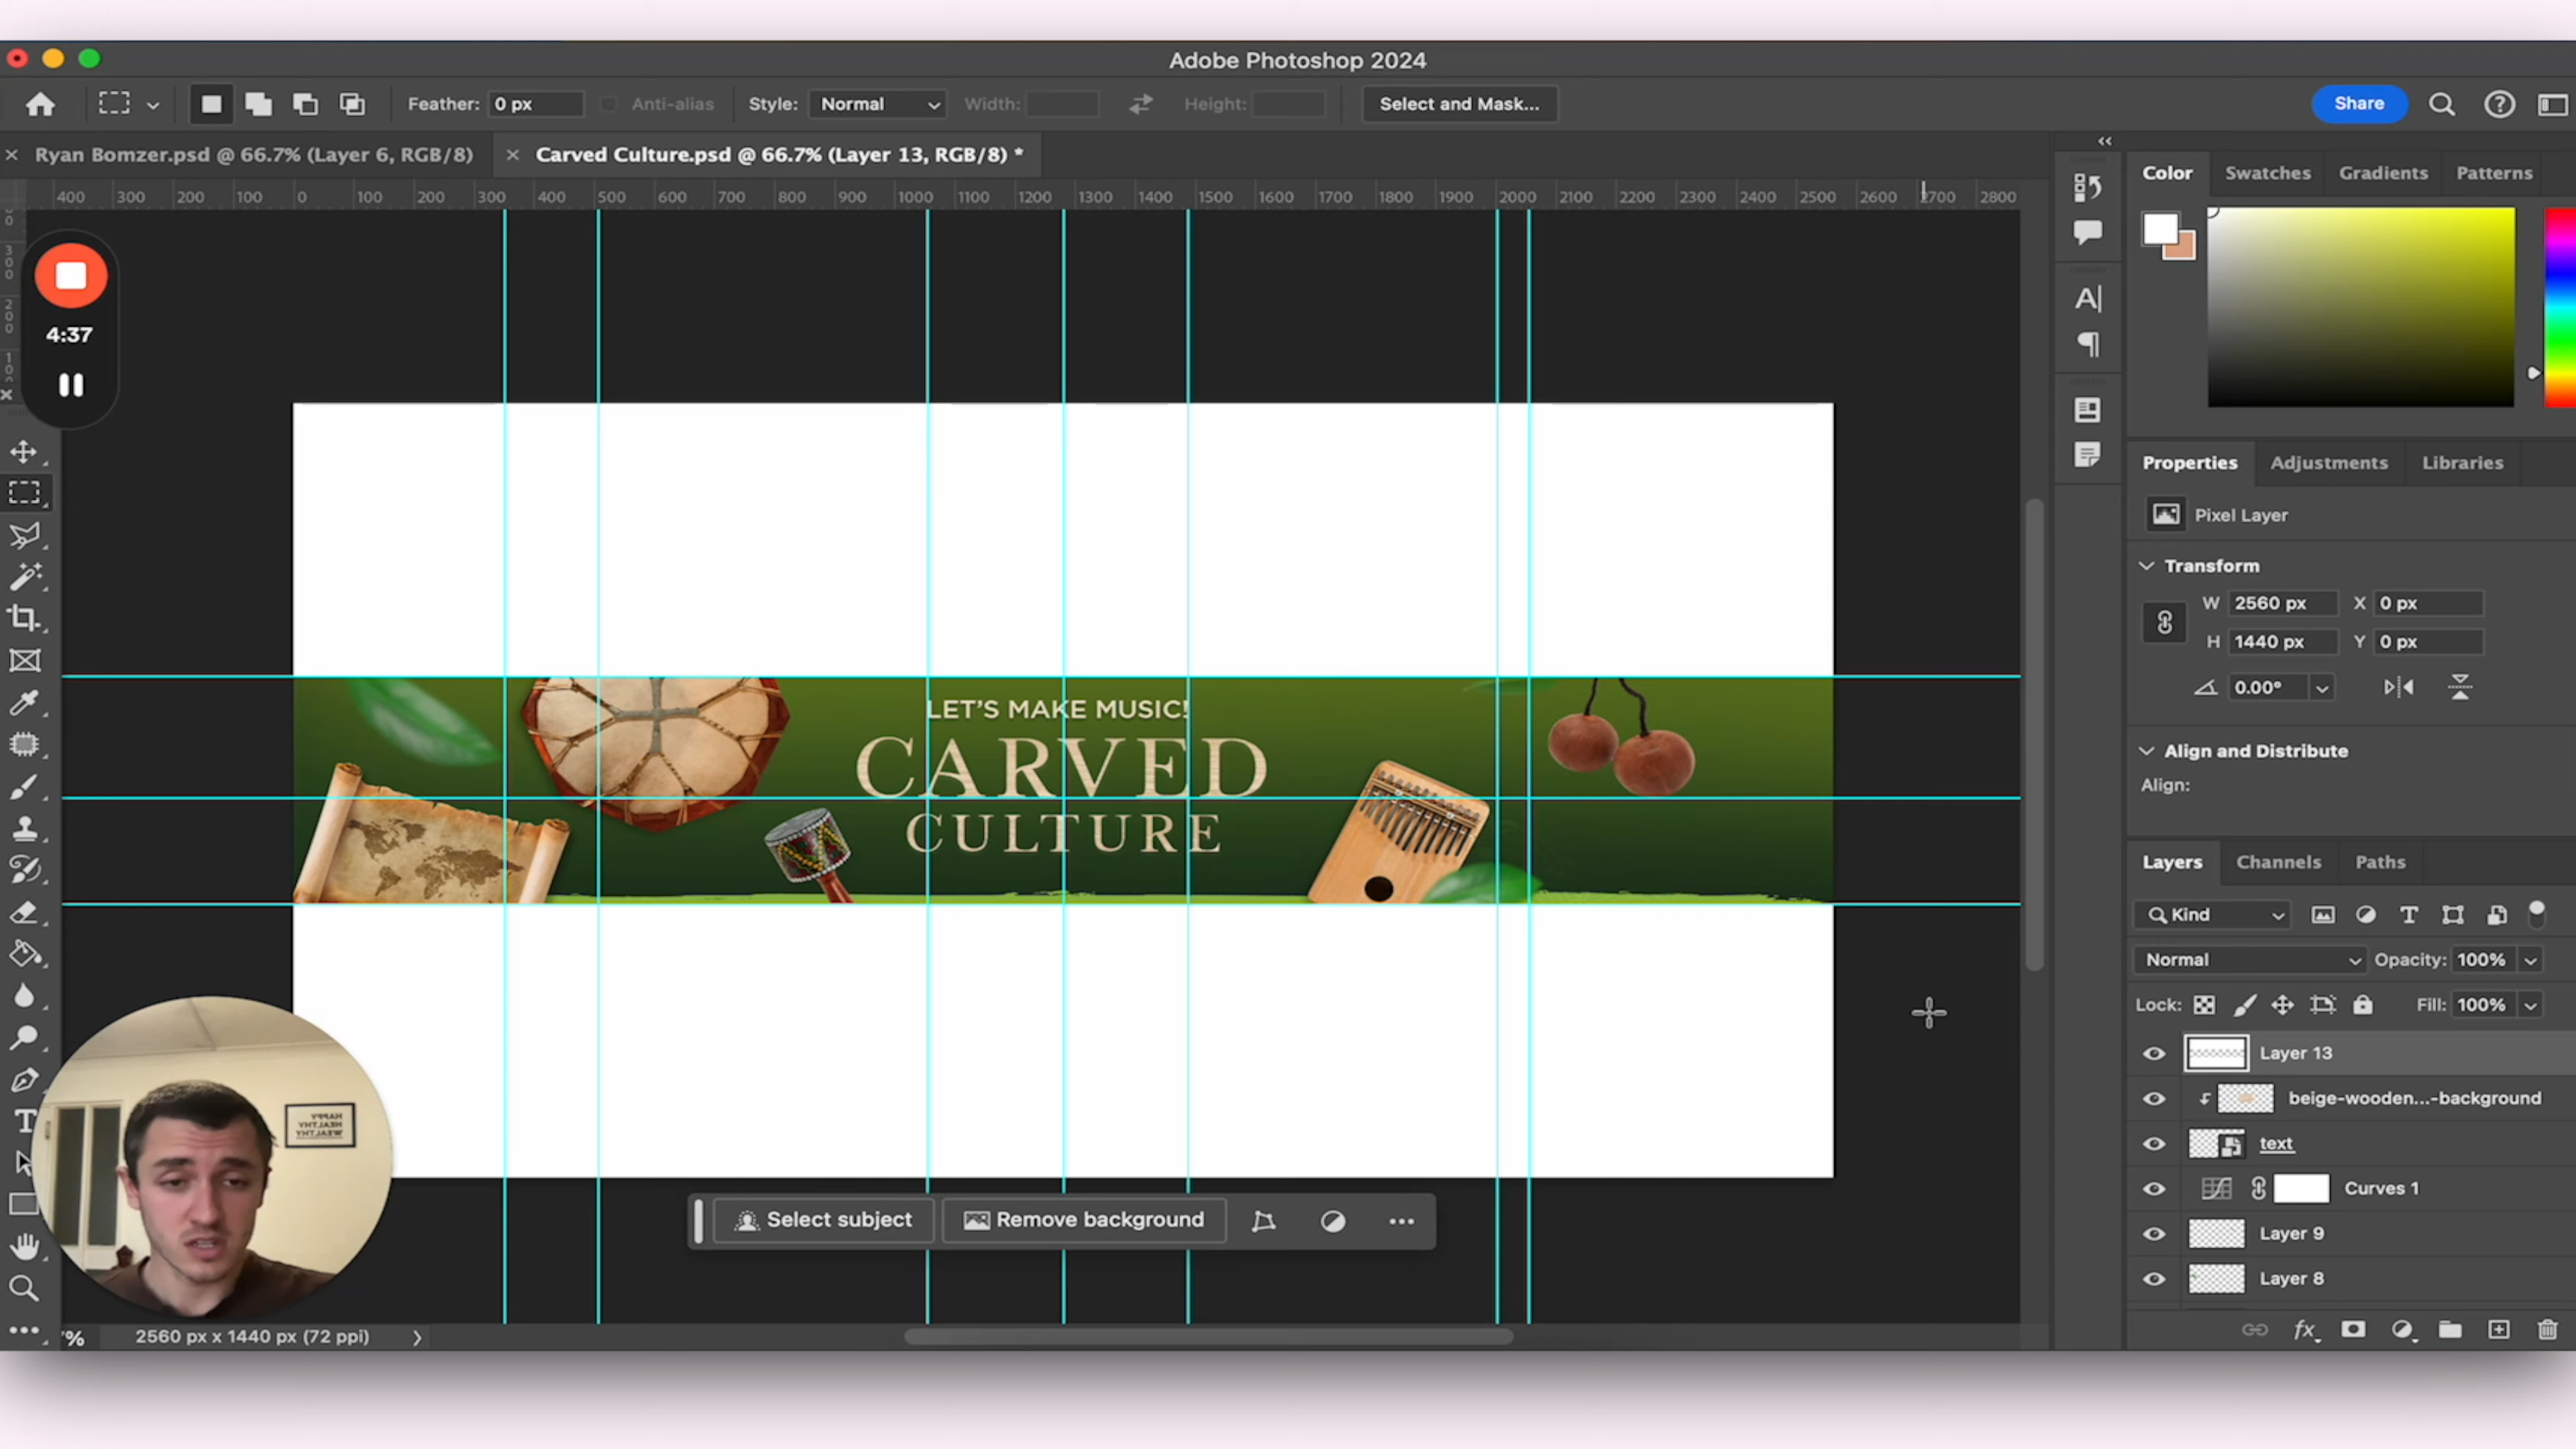 Adobe Photoshop 2024
Feather: 0 px Anti-alias Style: Normal Width: Height: Select and Mask... Share
Ryan Bomzer.psd @ 66.7% (Layer 6, RGB/8) Carved Culture.psd @ 66.7% (Layer 13, RGB/8) *
400 300 200 100 0 100 200 300 400 500 600 700 800 900 1000 1100 1200 1300 1400 1500 1600 1700 1800 1900 2000 2100 2200 2300 2400 2500 2600 2700 2800
Color Swatches Gradients Patterns
4:37
Properties Adjustments Libraries
Pixel Layer
Transform
W 2560 px X 0 px
H 1440 px Y 0 px
0.00°
Align and Distribute
Align:
LET'S MAKE MUSIC!
CARVED
CULTURE
Layers Channels Paths
Kind
Normal Opacity: 100%
Lock: Fill: 100%
Layer 13
beige-wooden...-background
text
Curves 1
Layer 9
Layer 8
HAPPY
HEALTHY
WEALTHY
Select subject Remove background
% 2560 px x 1440 px (72 ppi)